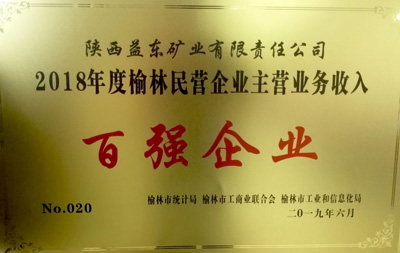 陕西益东矿业有限责任公司
2018年度榆林民营企业主营业务收入
百强企业
榆林市统计局 榆林市工商业联合会 榆林市工业和信息化局
No.020 二〇一九年六月